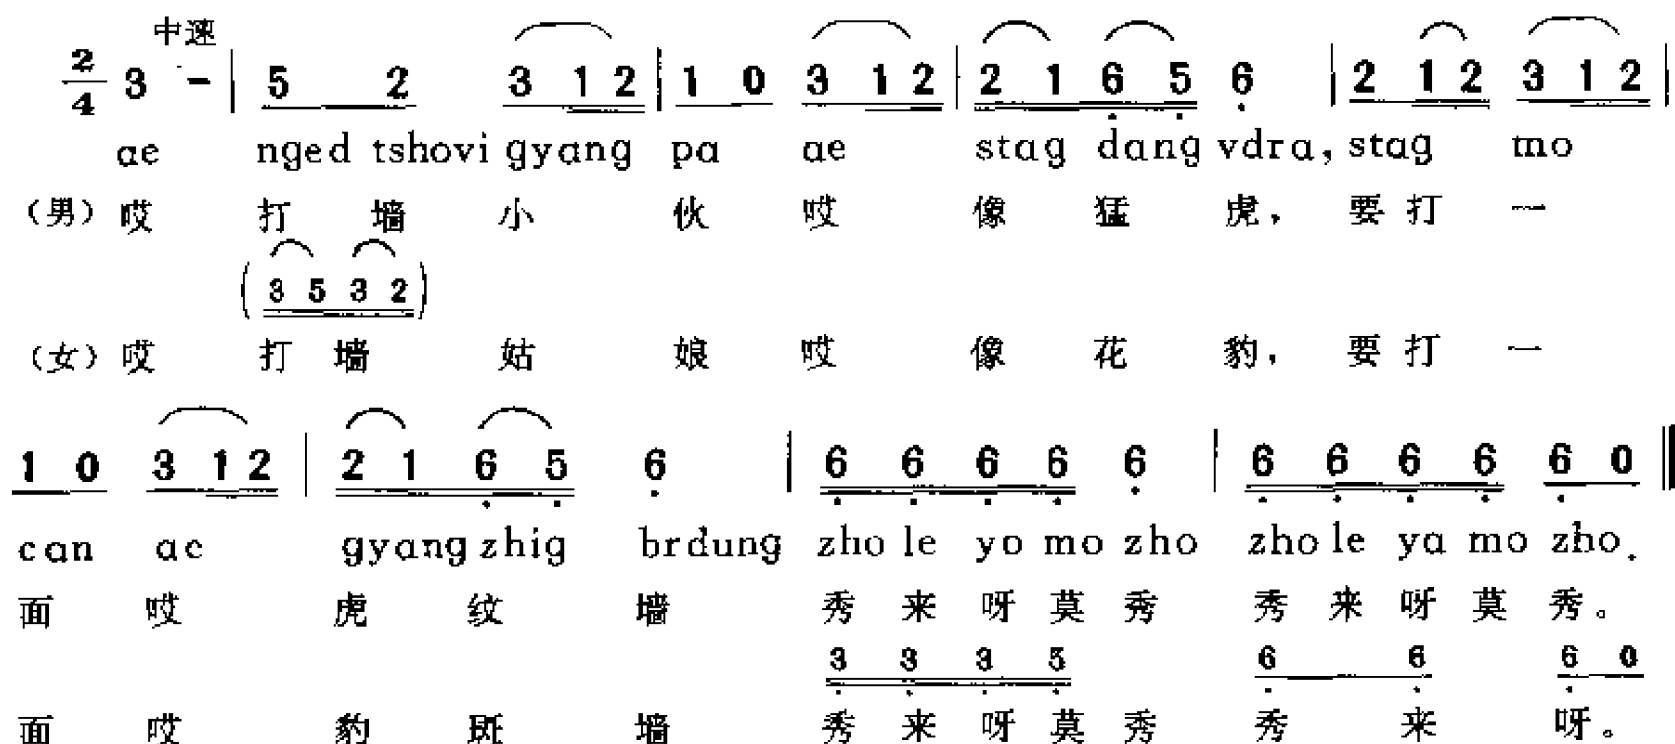 中速
2/4 3 - | 5 2 3 1 2 | 1 0 3 1 2 | 2 1 6 5 6 | 2 1 2 3 1 2 |
ae nged tshovi gyang pa ae stag dang vdra, stag mo
(男) 哎 打 墙 小 伙 哎 像 猛 虎, 要 打 一
(3 5 3 2)
(女) 哎 打 墙 姑 娘 哎 像 花 豹, 要 打 一
1 0 3 1 2 | 2 1 6 5 6 | 6 6 6 6 6 | 6 6 6 6 6 0 ‖
can ac gyang zhig brdung zho le yo mo zho zho le ya mo zho.
面 哎 虎 纹 墙 秀 来 呀 莫 秀 秀 来 呀 莫 秀。
3 3 3 5 6 6 6 0
面 哎 豹 斑 墙 秀 来 呀 莫 秀 秀 来 呀。